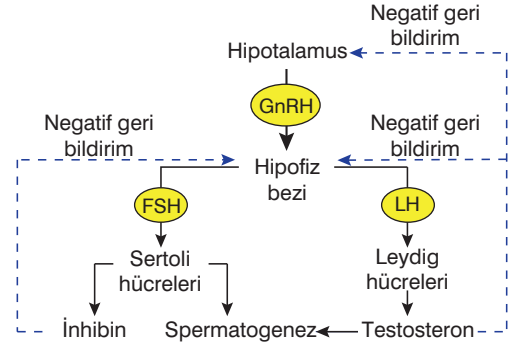 Negatif geri
bildirim
Hipotalamus
GnRH
Negatif geri
bildirim
Negatif geri
bildirim
Hipofiz
bezi
FSH
LH
Sertoli
hücreleri
Leydig
hücreleri
İnhibin
Spermatogenez
Testosteron